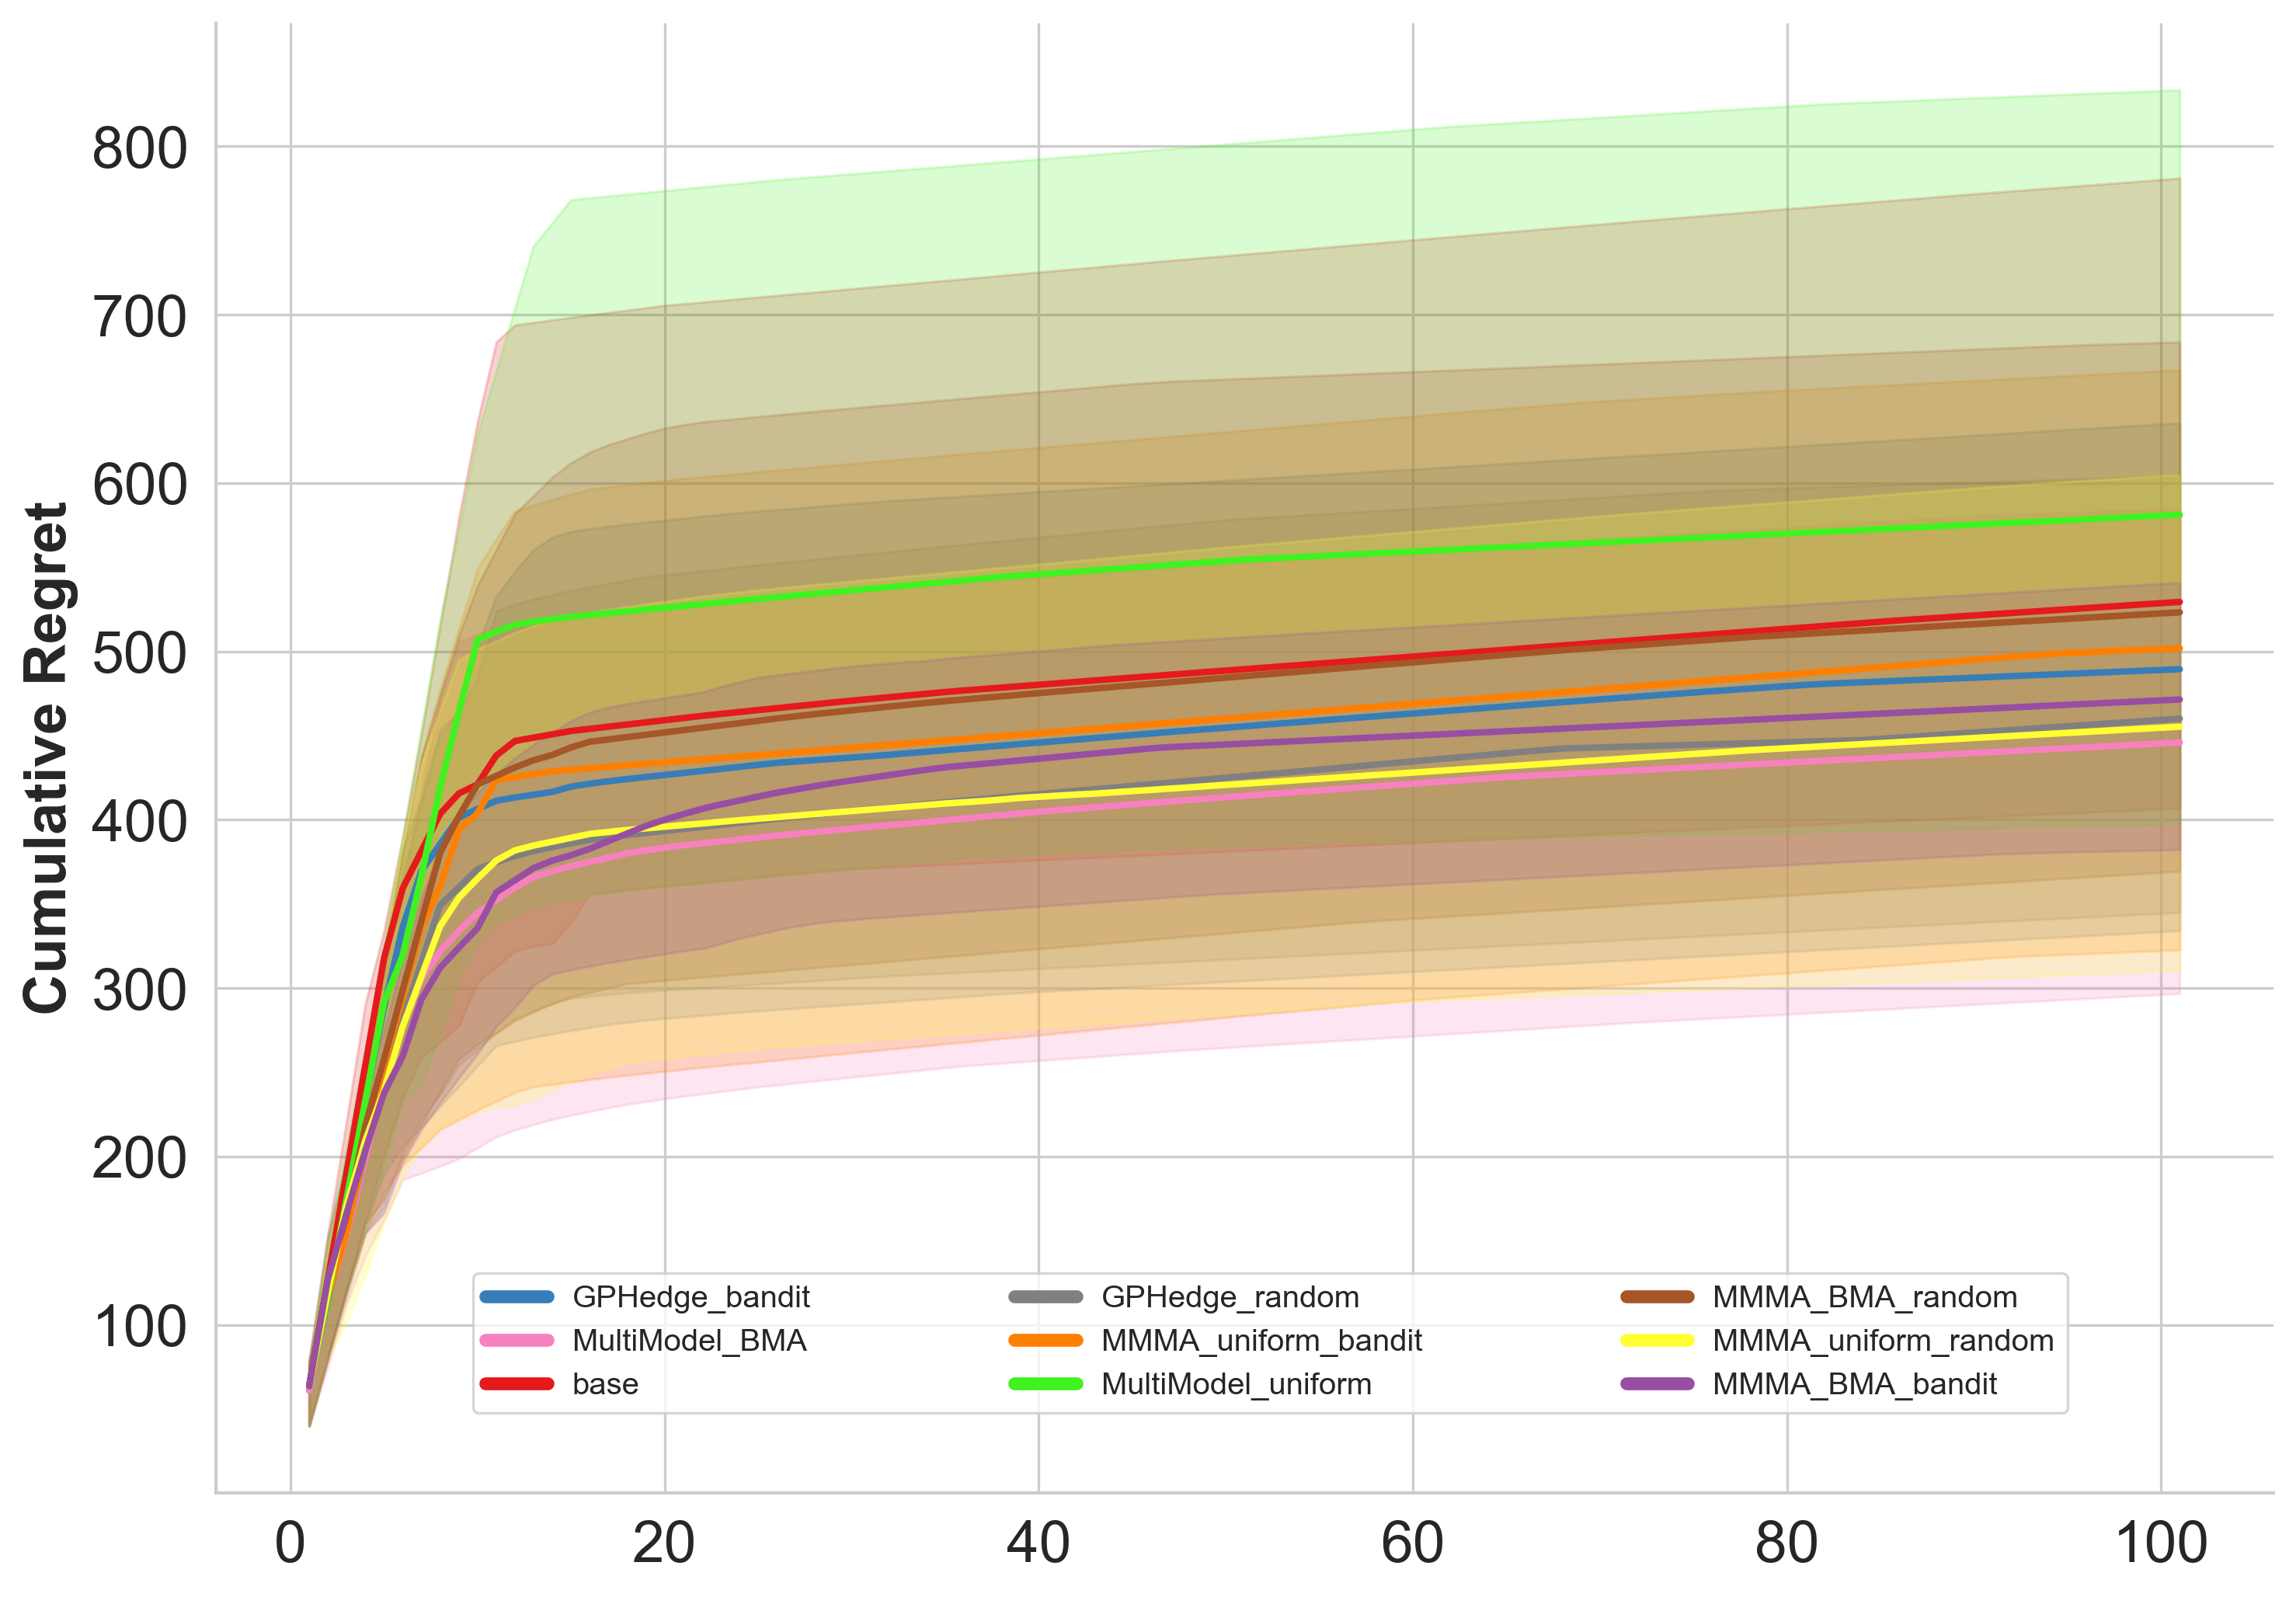 Cumulative Regret
800
700
600
500
400
300
200
100
0 20 40 60 80 100
GPHedge_bandit GPHedge_random MMMA_BMA_random
MultiModel_BMA MMMA_uniform_bandit MMMA_uniform_random
base MultiModel_uniform MMMA_BMA_bandit